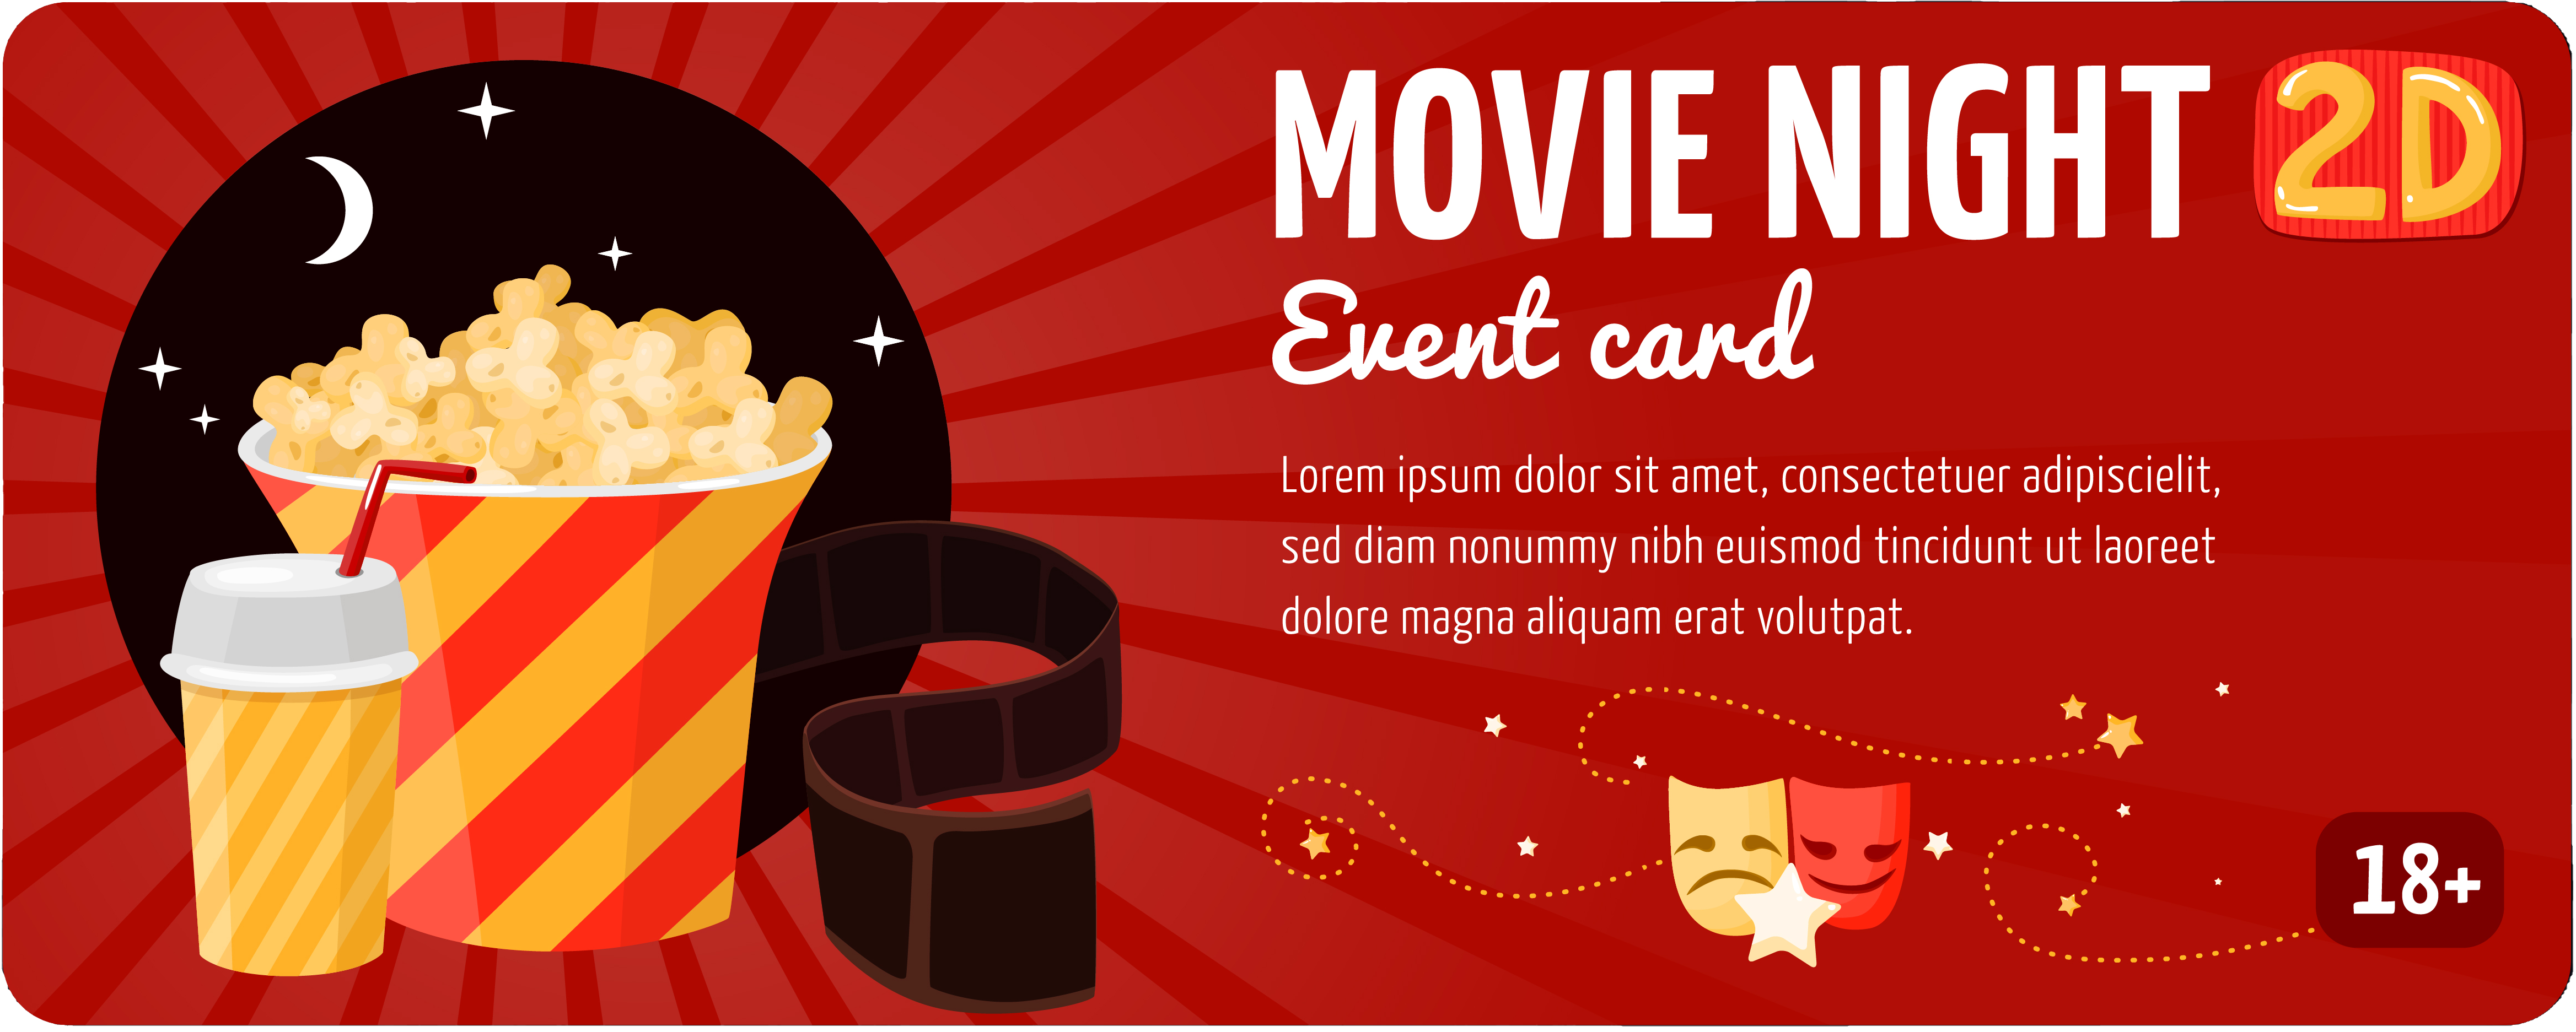 MOVIE NIGHT 2D
Event card
Lorem ipsum dolor sit amet, consectetuer adipiscielit,
sed diam nonummy nibh euismod tincidunt ut laoreet
dolore magna aliquam erat volutpat.
18+